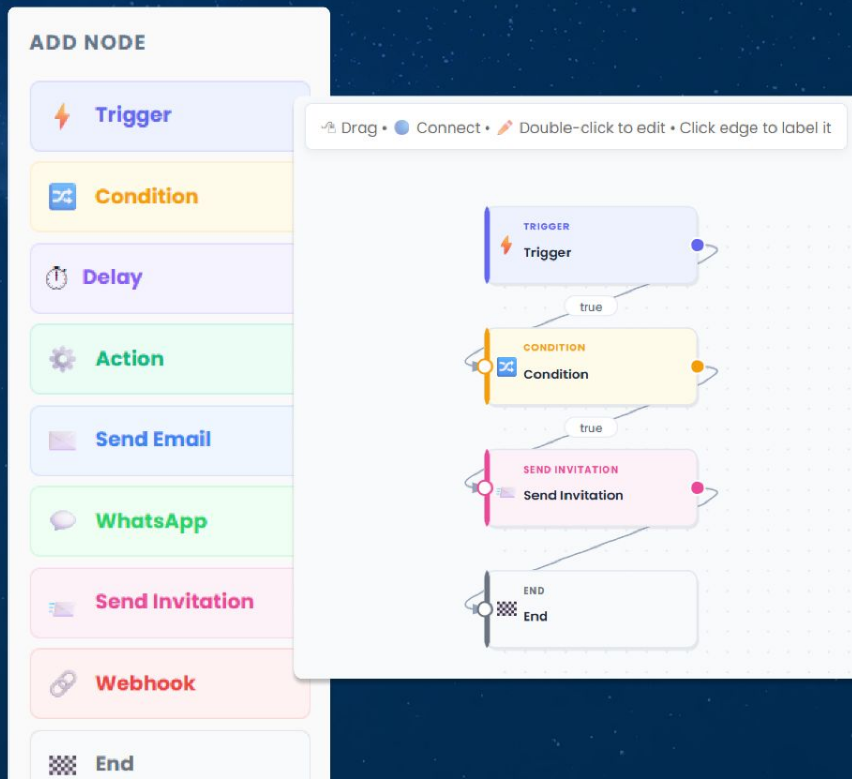 ADD NODE
Trigger
Condition
Delay
Action
Send Email
WhatsApp
Send Invitation
Webhook
End
Drag • Connect • Double-click to edit • Click edge to label it
TRIGGER
Trigger
true
CONDITION
Condition
true
SEND INVITATION
Send Invitation
END
End